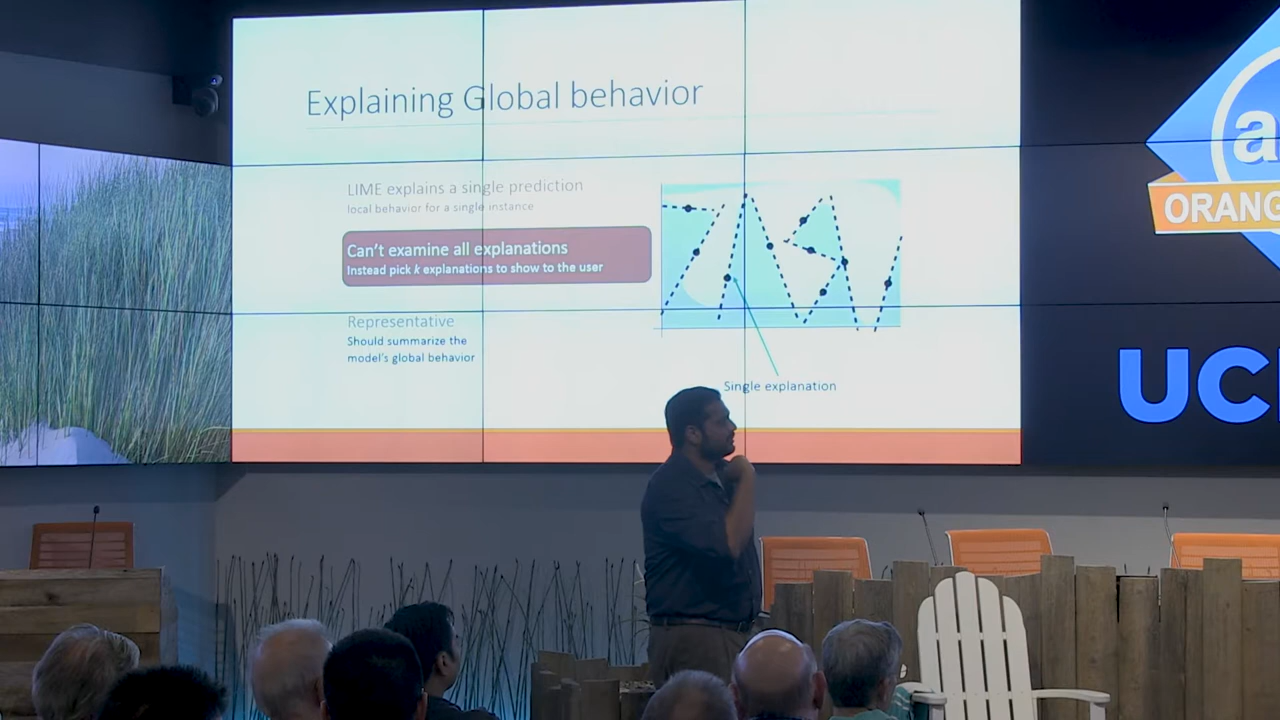 Explaining Global behavior
LIME explains a single prediction
local behavior for a single instance
Can't examine all explanations
Instead pick k explanations to show to the user
Representative
Should summarize the
model's global behavior
Single explanation
a
ORANG
UC